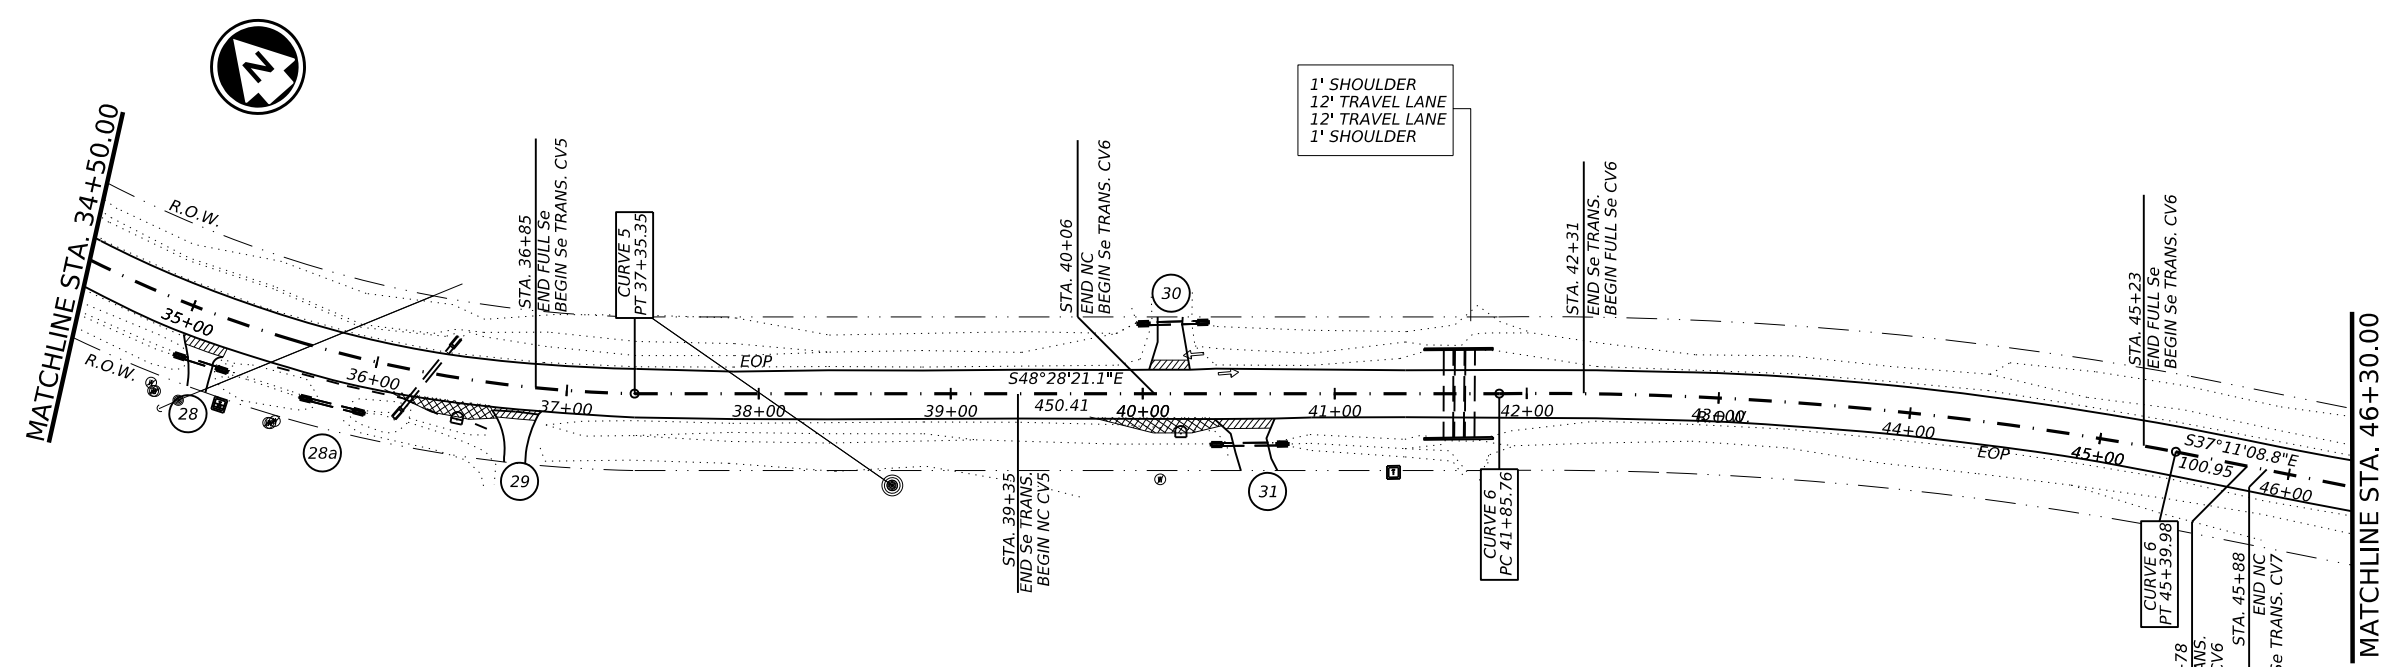 N
MATCHLINE STA. 34+50.00
R.O.W.
R.O.W.
35+00
36+00
28
28a
29
STA. 36+85
END FULL Se
BEGIN Se TRANS. CV5
CURVE 5
PT 37+35.35
37+00
EOP
38+00
39+00
S48°28'21.1"E
450.41
STA. 39+35
END Se TRANS.
BEGIN NC CV5
STA. 40+06
END NC
BEGIN Se TRANS. CV6
40+00
30
31
1' SHOULDER
12' TRAVEL LANE
12' TRAVEL LANE
1' SHOULDER
41+00
CURVE 6
PC 41+85.76
42+00
STA. 42+31
END Se TRANS.
BEGIN FULL Se CV6
43+00
R.O.W.
44+00
EOP
45+00
STA. 45+23
END FULL Se
BEGIN Se TRANS. CV6
S37°11'08.8"E
100.95
46+00
CURVE 6
PT 45+39.98
-78
ANS.
CV6
STA. 45+88
END NC
Se TRANS. CV7
MATCHLINE STA. 46+30.00